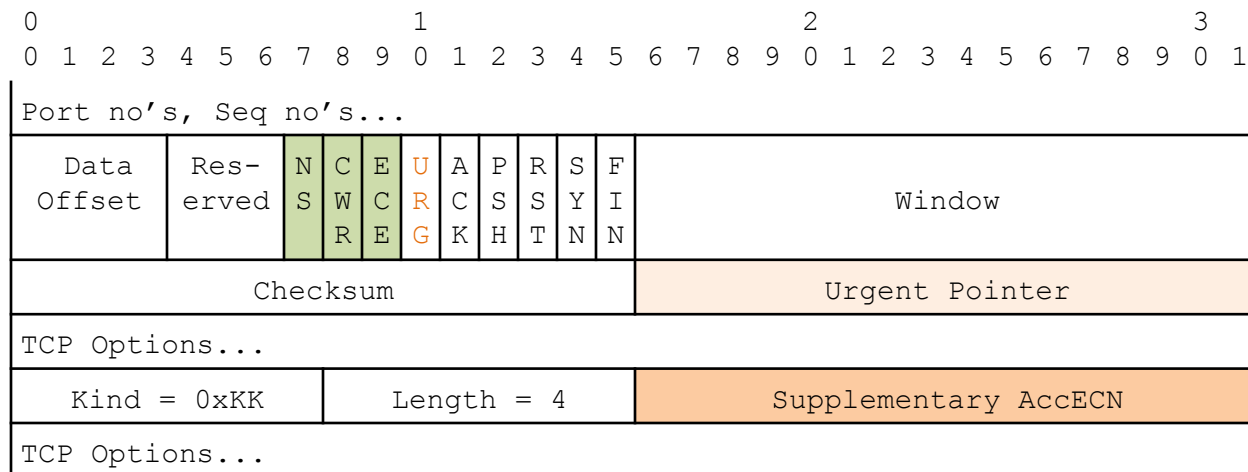 0 1 2 3
0 1 2 3 4 5 6 7 8 9 0 1 2 3 4 5 6 7 8 9 0 1 2 3 4 5 6 7 8 9 0 1
Port no’s, Seq no’s...
Data Res- N C E U A P R S F
Offset erved S W C R C S S Y I Window
R E G K H T N N
Checksum Urgent Pointer
TCP Options...
Kind = 0xKK Length = 4 Supplementary AccECN
TCP Options...